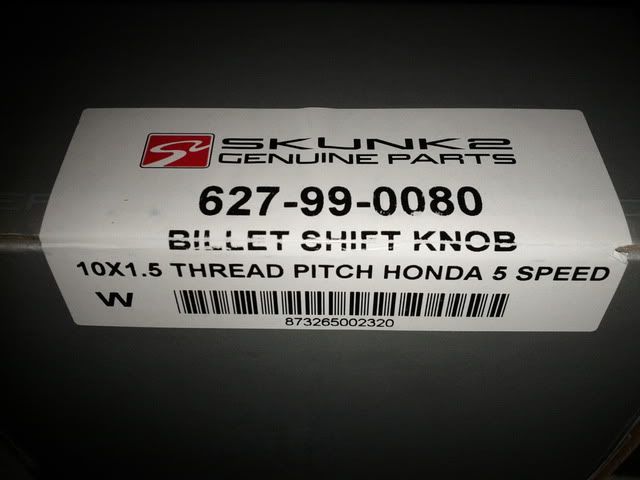 SKUNK2
GENUINE PARTS
627-99-0080
BILLET SHIFT KNOB
10X1.5 THREAD PITCH HONDA 5 SPEED
W
873265002320